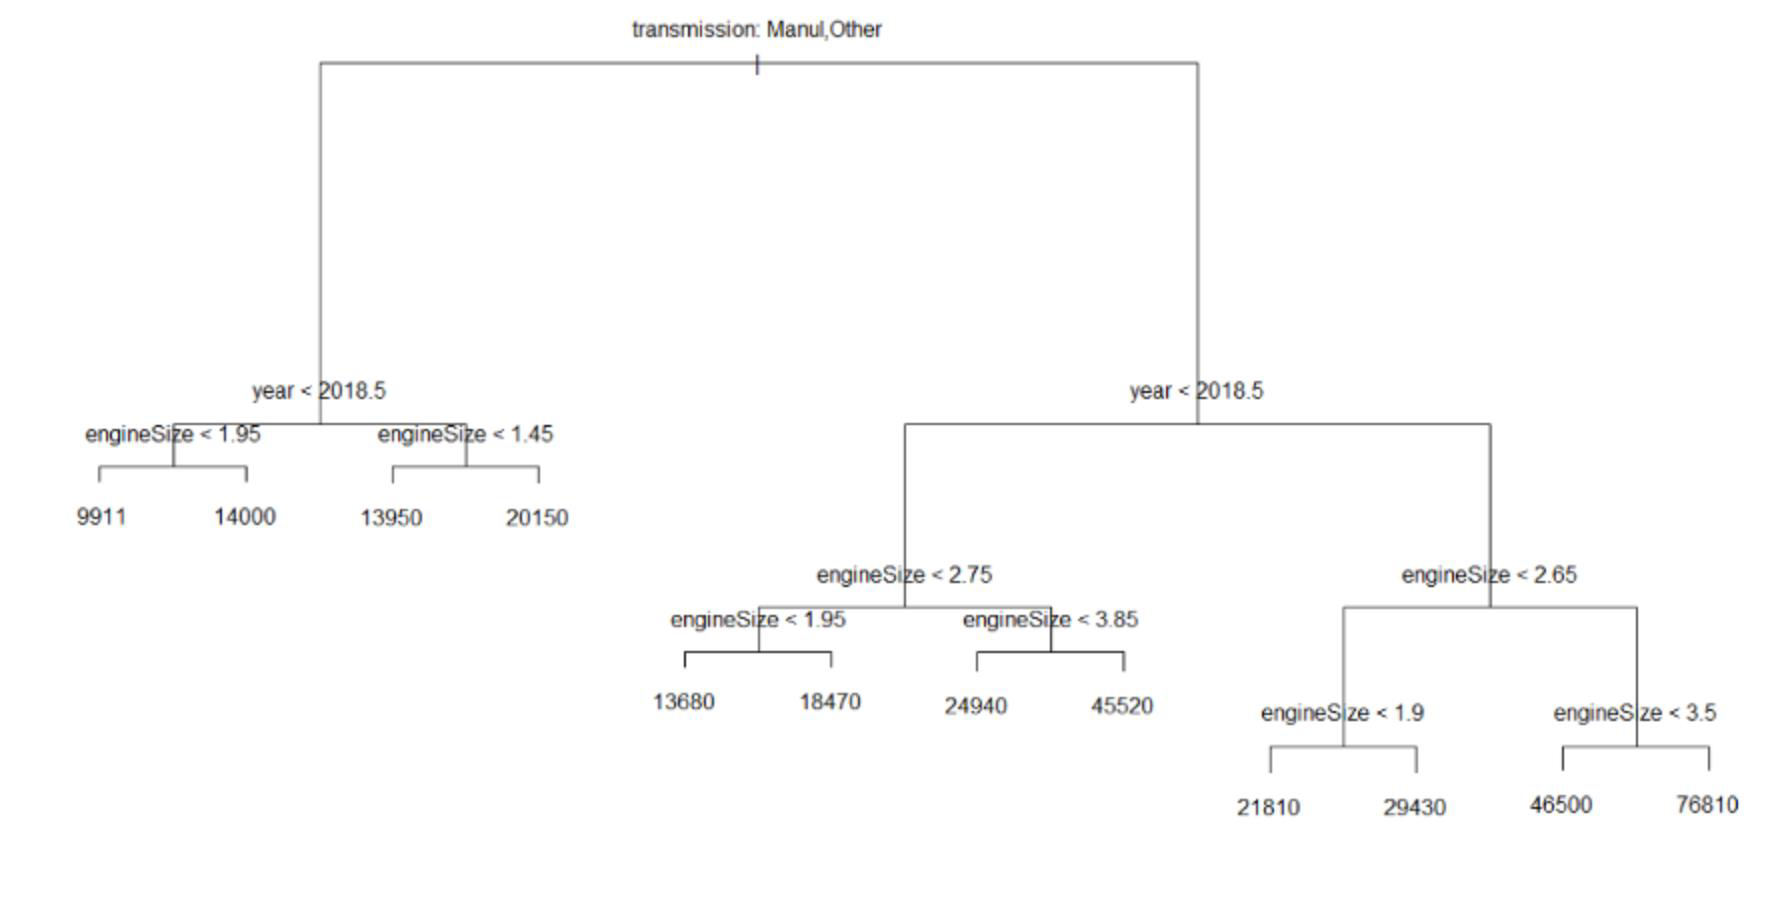 transmission: Manul,Other
year < 2018.5
year < 2018.5
engineSize < 1.95
engineSize < 1.45
9911
14000
13950
20150
engineSize < 2.75
engineSize < 2.65
engineSize < 1.95
engineSize < 3.85
13680
18470
24940
45520
engineSize < 1.9
engineSize < 3.5
21810
29430
46500
76810